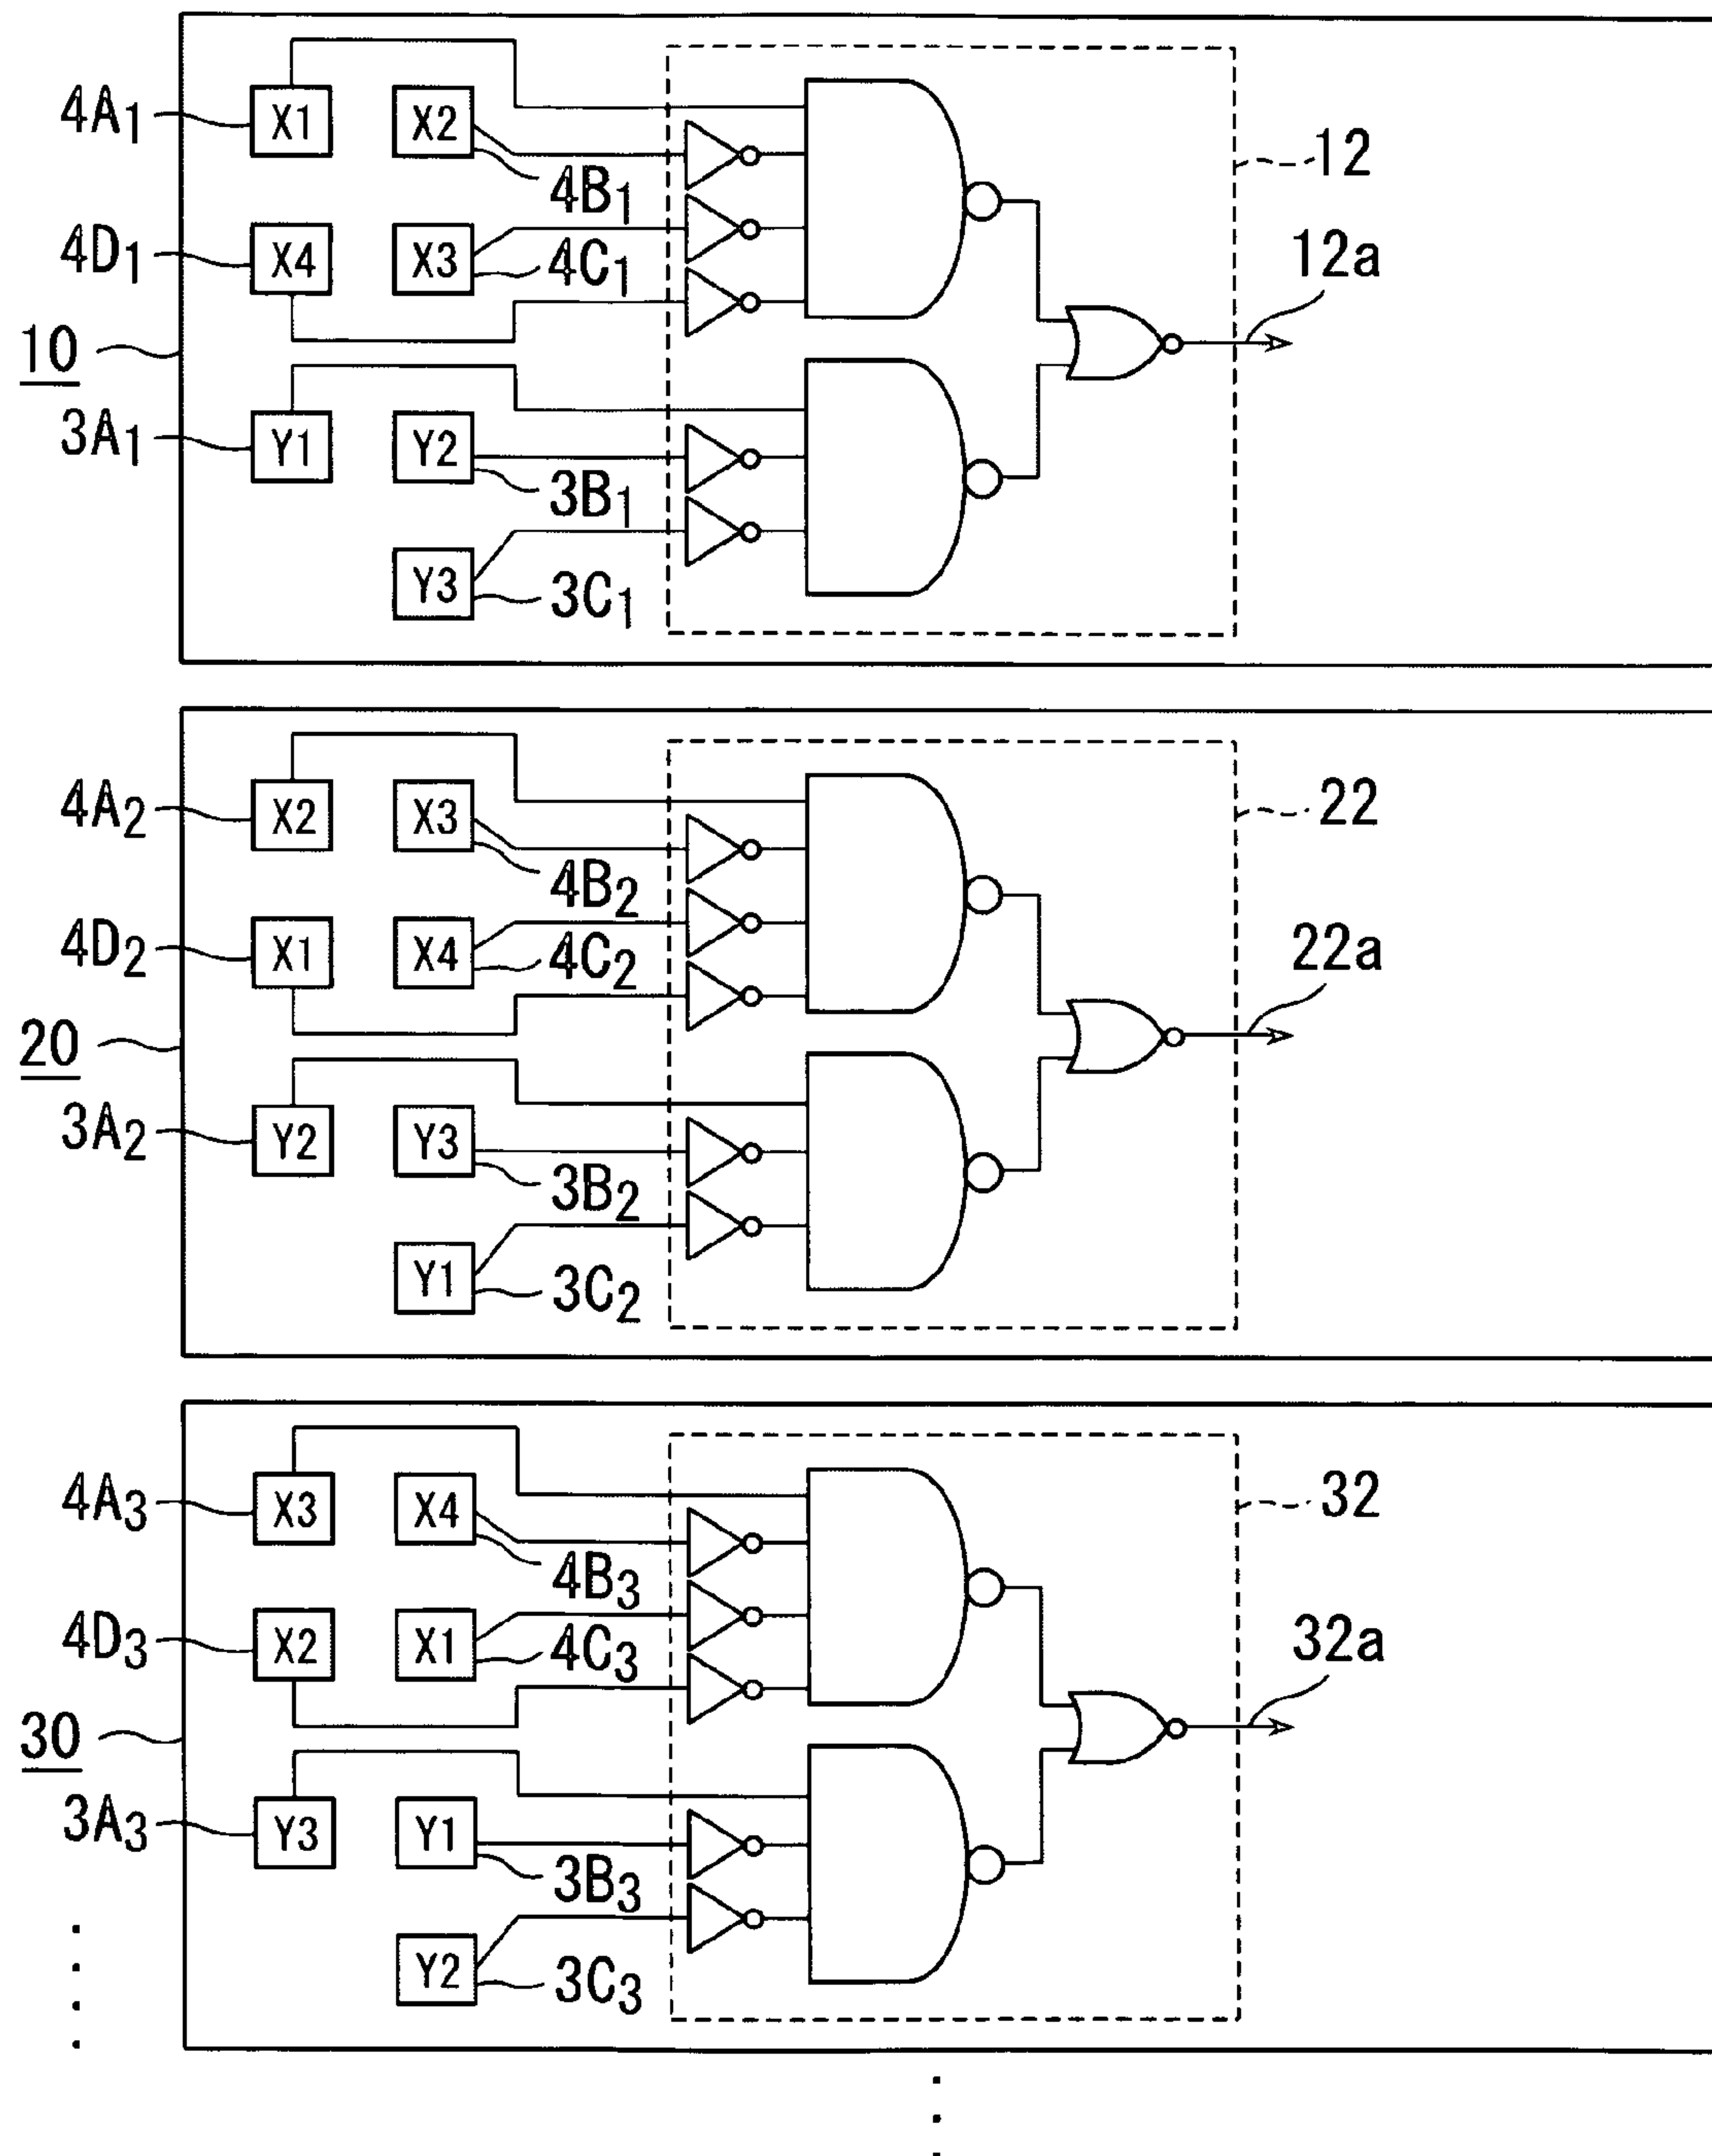 4A1 X1 X2 12
4B1
4D1 X4 X3 4C1 12a
10
3A1 Y1 Y2
3B1
Y3 3C1
4A2 X2 X3 22
4B2
4D2 X1 X4 4C2 22a
20
3A2 Y2 Y3
3B2
Y1 3C2
4A3 X3 X4 32
4B3
4D3 X2 X1 4C3 32a
30
3A3 Y3 Y1
3B3
Y2 3C3